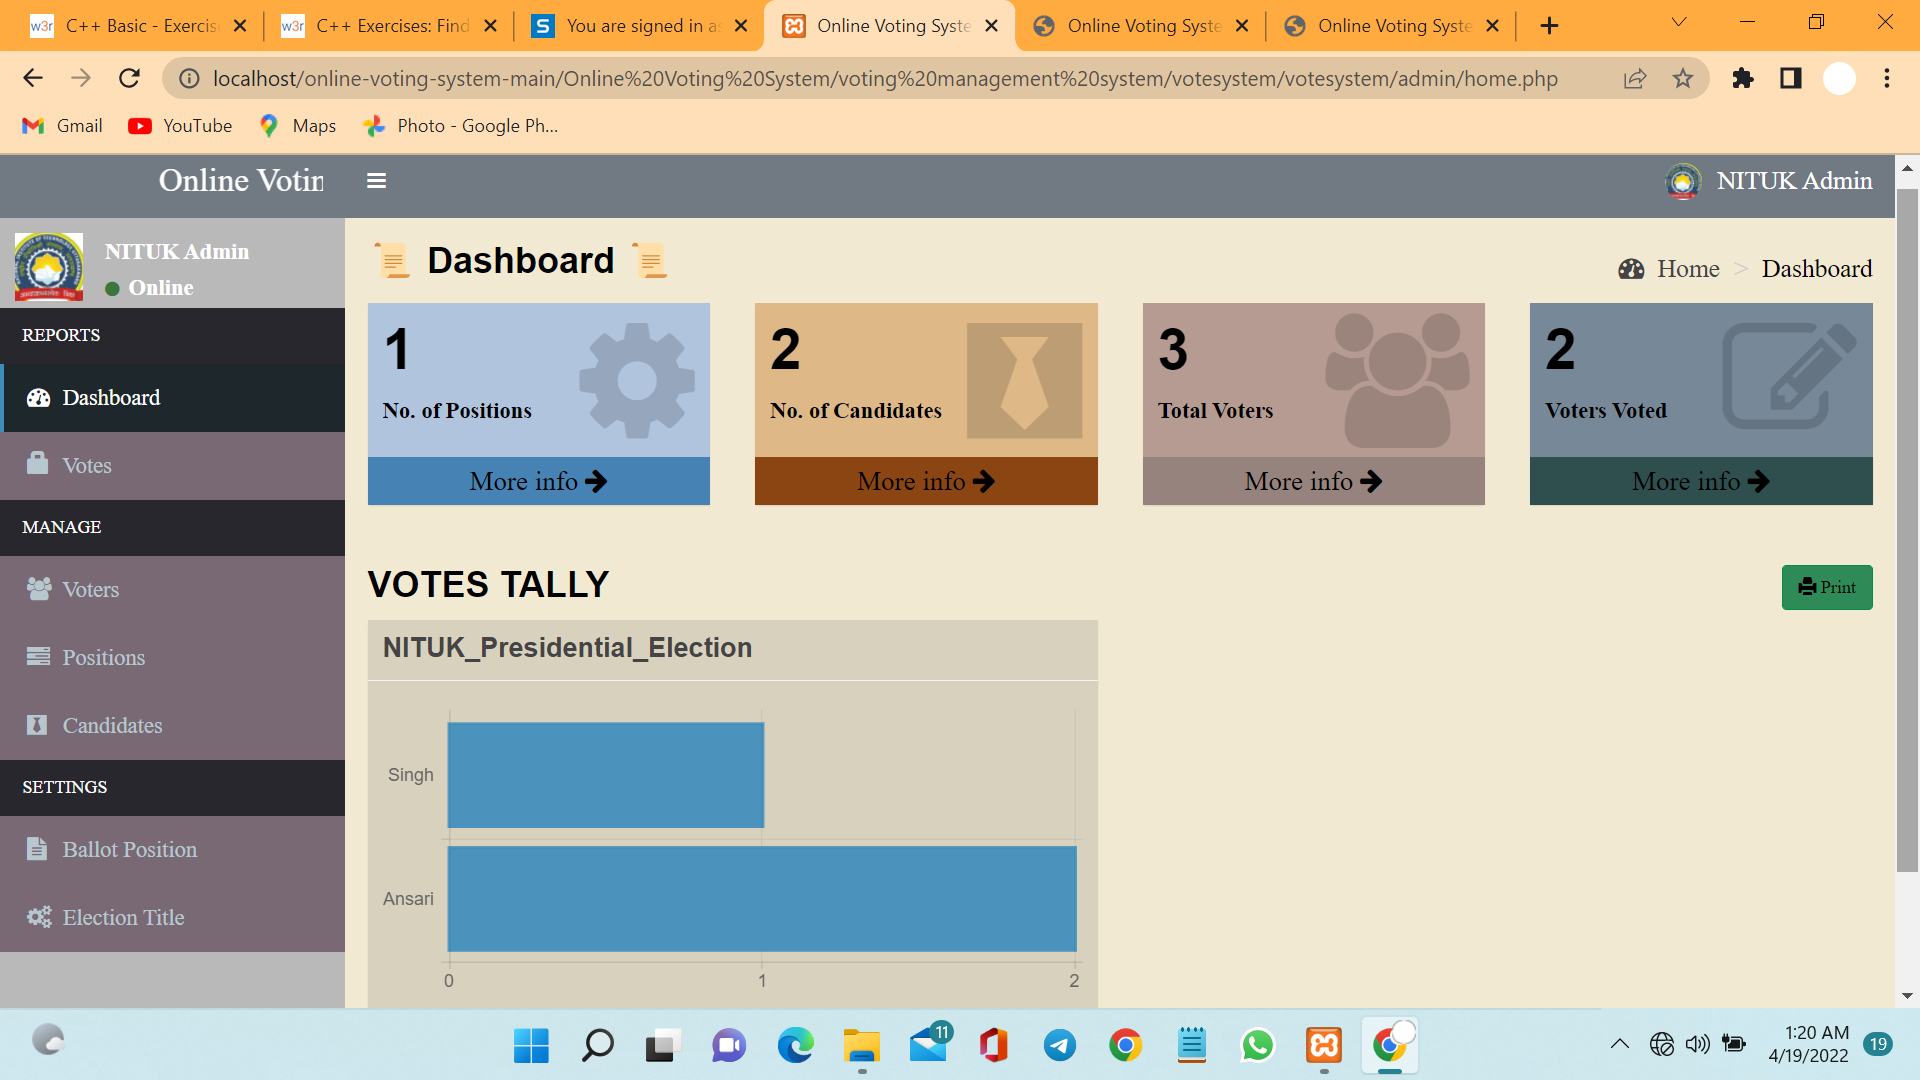 w3r C++ Basic - Exercis
w3r C++ Exercises: Find
S You are signed in as
Online Voting Syste
Online Voting Syste
Online Voting Syste
localhost/online-voting-system-main/Online%20Voting%20System/voting%20management%20system/votesystem/votesystem/admin/home.php
Gmail
YouTube
Maps
Photo - Google Ph...
Online Votin
NITUK Admin
NITUK Admin
Online
REPORTS
Dashboard
Votes
MANAGE
Voters
Positions
Candidates
SETTINGS
Ballot Position
Election Title
Dashboard
Home > Dashboard
1
No. of Positions
More info
2
No. of Candidates
More info
3
Total Voters
More info
2
Voters Voted
More info
VOTES TALLY
Print
NITUK_Presidential_Election
Singh
Ansari
0 1 2
11
1:20 AM
4/19/2022
19